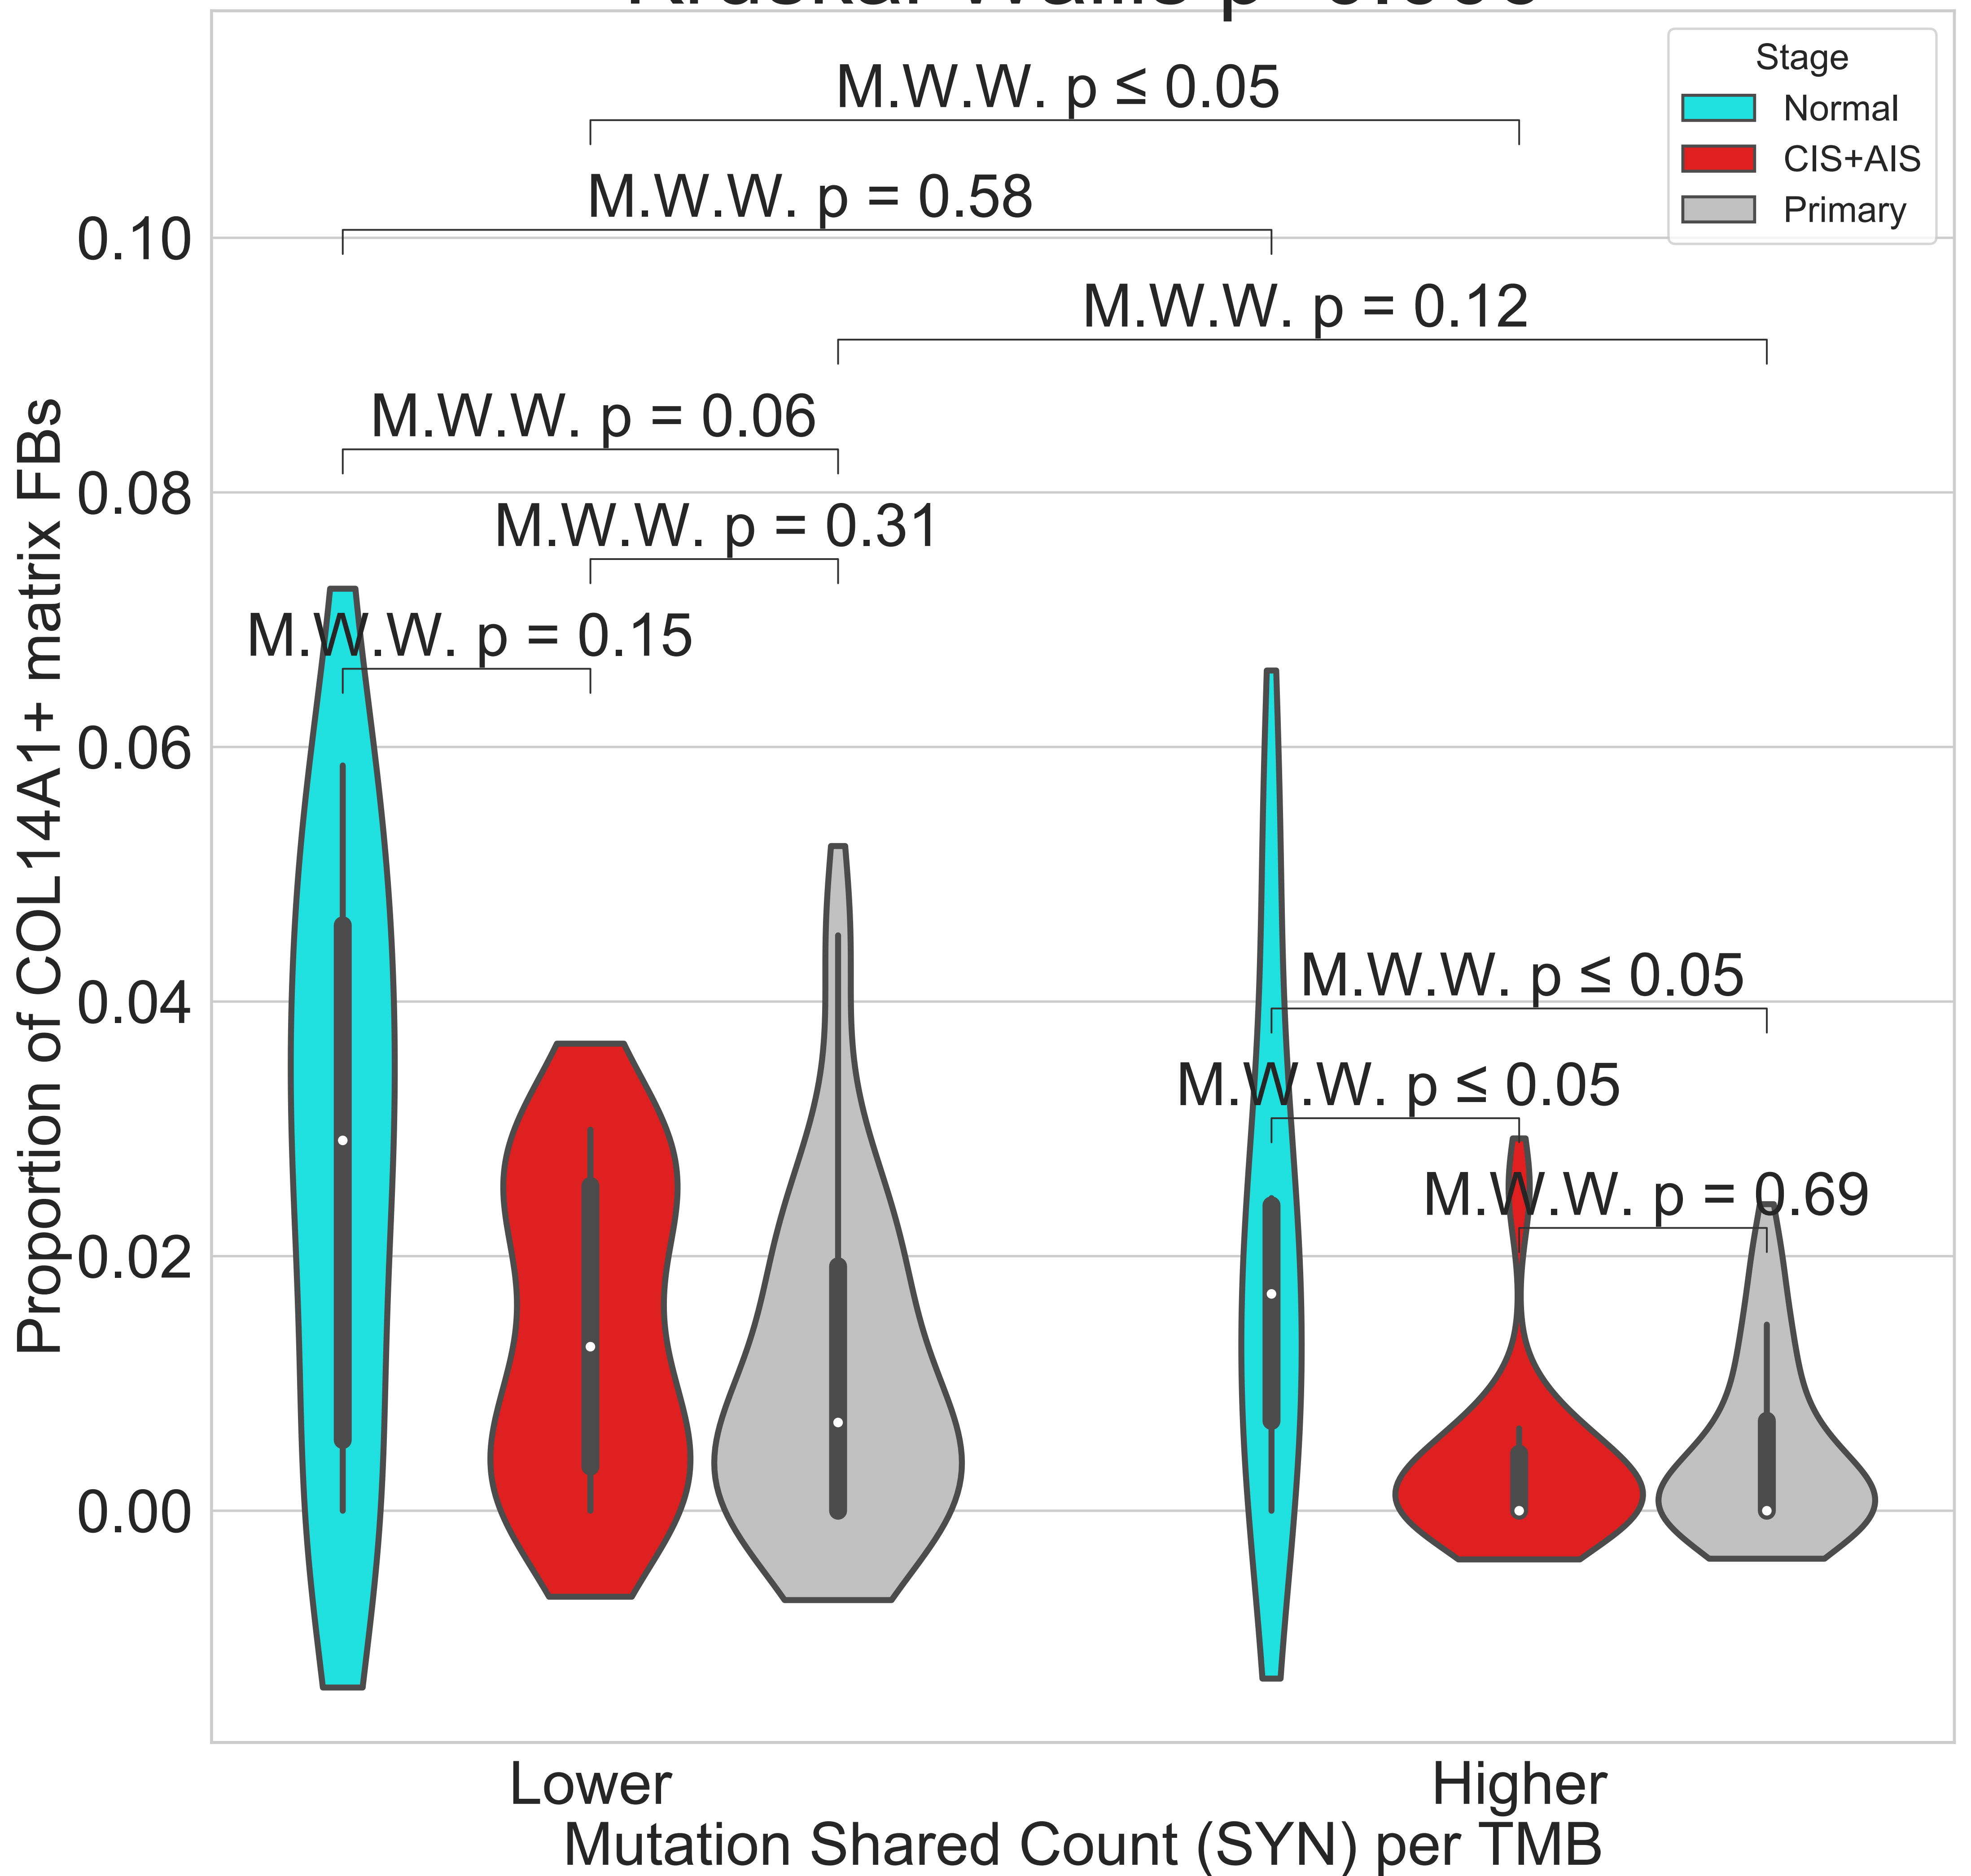 Stage
Normal
CIS+AIS
Primary
M.W.W. p ≤ 0.05
M.W.W. p = 0.58
M.W.W. p = 0.12
M.W.W. p = 0.06
M.W.W. p = 0.31
M.W.W. p = 0.15
M.W.W. p ≤ 0.05
M.W.W. p ≤ 0.05
M.W.W. p = 0.69
Proportion of COL14A1+ matrix FBs
0.10
0.08
0.06
0.04
0.02
0.00
Lower
Higher
Mutation Shared Count (SYN) per TMB